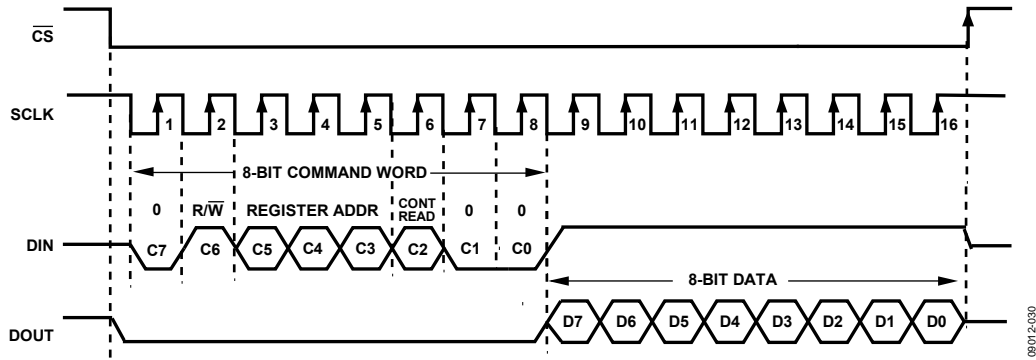 CS
SCLK
1 2 3 4 5 6 7 8 9 10 11 12 13 14 15 16
8-BIT COMMAND WORD
0 R/W REGISTER ADDR CONT READ 0 0
DIN
C7 C6 C5 C4 C3 C2 C1 C0
8-BIT DATA
DOUT
D7 D6 D5 D4 D3 D2 D1 D0
09012-030